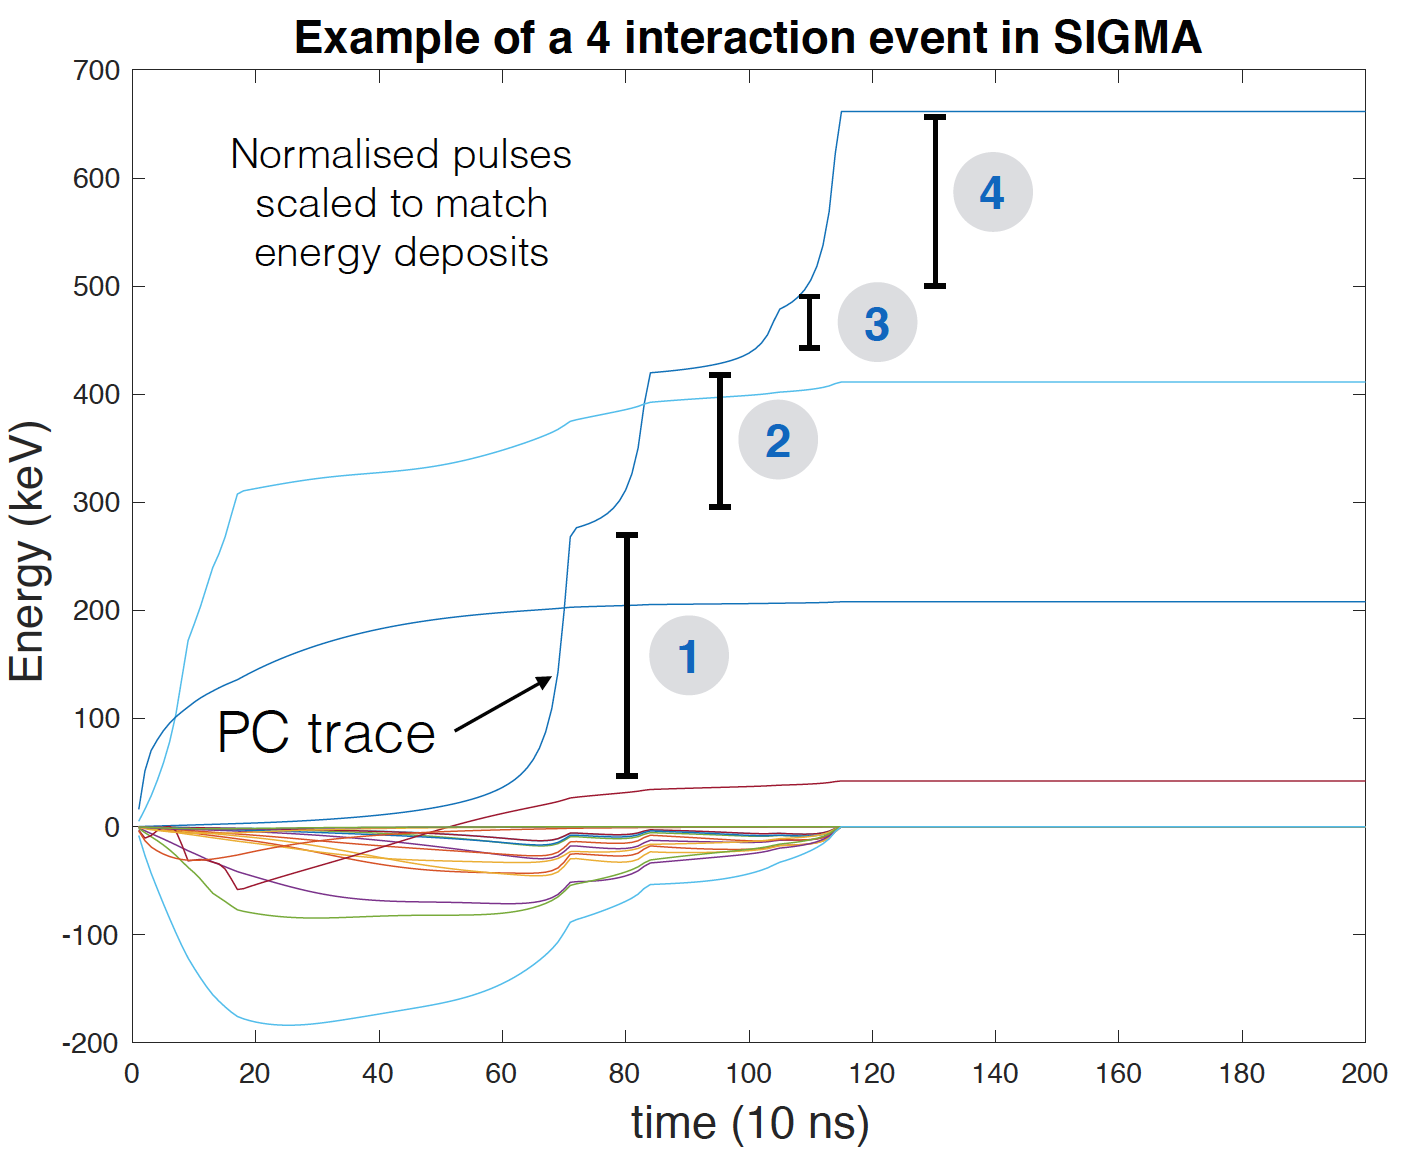 Example of a 4 interaction event in SIGMA
700
600
500
400
300
200
100
0
-100
-200
Energy (keV)
Normalised pulses
scaled to match
energy deposits
4
3
2
1
PC trace
0 20 40 60 80 100 120 140 160 180 200
time (10 ns)